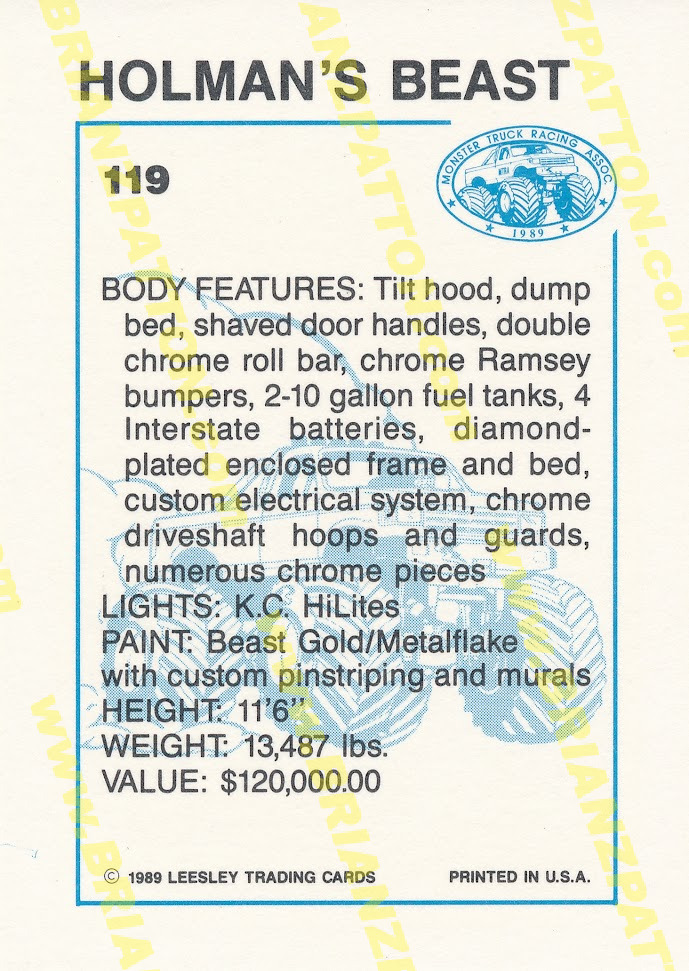 HOLMAN'S BEAST
MONSTER TRUCK RACING ASSOC.
1989
119
BODY FEATURES: Tilt hood, dump
bed, shaved door handles, double
chrome roll bar, chrome Ramsey
bumpers, 2-10 gallon fuel tanks, 4
Interstate batteries, diamond-
plated enclosed frame and bed,
custom electrical system, chrome
driveshaft hoops and guards,
numerous chrome pieces
LIGHTS: K.C. HiLites
PAINT: Beast Gold/Metalflake
with custom pinstriping and murals
HEIGHT: 11'6"
WEIGHT: 13,487 lbs.
VALUE: $120,000.00
© 1989 LEESLEY TRADING CARDS PRINTED IN U.S.A.
www.BRIANZPATTON.com